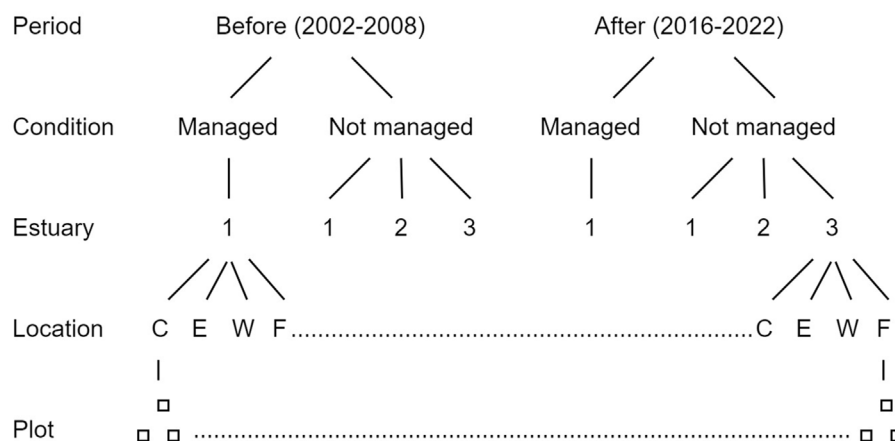 Period Before (2002-2008) After (2016-2022)
Condition Managed Not managed Managed Not managed
Estuary 1 1 2 3 1 1 2 3
Location C E W F C E W F
Plot